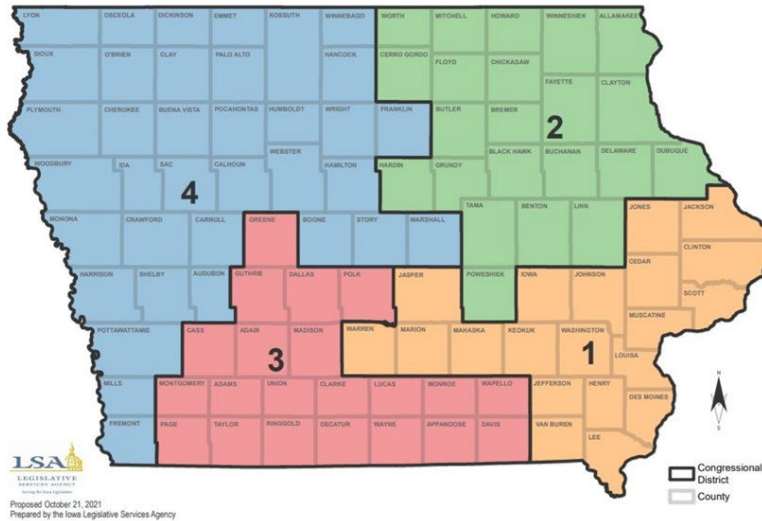 LYON OSCEOLA DICKINSON EMMET KOSSUTH WINNEBAGO WORTH MITCHELL HOWARD WINNESHIEK ALLAMAKEE
SIOUX O'BRIEN CLAY PALO ALTO HANCOCK CERRO GORDO FLOYD CHICKASAW
FAYETTE CLAYTON
PLYMOUTH CHEROKEE BUENA VISTA POCAHONTAS HUMBOLDT WRIGHT FRANKLIN BUTLER BREMER
2
WOODBURY IDA SAC CALHOUN WEBSTER HAMILTON HARDIN GRUNDY BLACK HAWK BUCHANAN DELAWARE DUBUQUE
4
MONONA CRAWFORD CARROLL GREENE BOONE STORY MARSHALL TAMA BENTON LINN JONES JACKSON
CLINTON
HARRISON SHELBY AUDUBON GUTHRIE DALLAS POLK JASPER POWESHIEK IOWA JOHNSON CEDAR
SCOTT
MUSCATINE
POTTAWATTAMIE CASS ADAIR MADISON WARREN MARION MAHASKA KEOKUK WASHINGTON
LOUISA
3
1
MILLS MONTGOMERY ADAMS UNION CLARKE LUCAS MONROE WAPELLO JEFFERSON HENRY
DES MOINES
FREMONT PAGE TAYLOR RINGGOLD DECATUR WAYNE APPANOOSE DAVIS VAN BUREN
LEE
N
S
LSA
LEGISLATIVE
SERVICES AGENCY
Serving the Iowa Legislature
Congressional
District
County
Proposed October 21, 2021
Prepared by the Iowa Legislative Services Agency